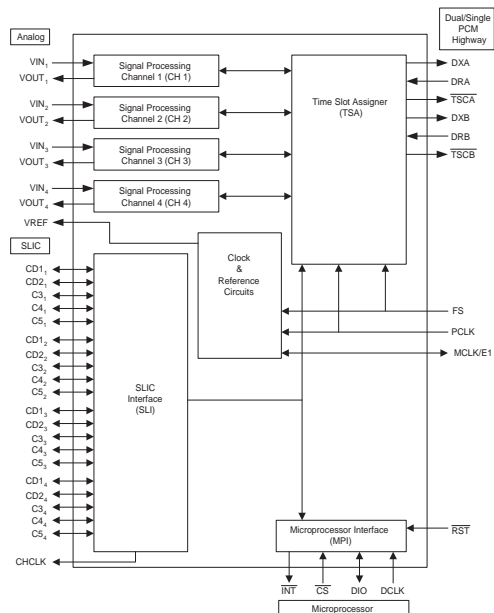 Analog
Dual/Single
PCM
Highway
VIN₁
VOUT₁
Signal Processing
Channel 1 (CH 1)
VIN₂
VOUT₂
Signal Processing
Channel 2 (CH 2)
VIN₃
VOUT₃
Signal Processing
Channel 3 (CH 3)
VIN₄
VOUT₄
Signal Processing
Channel 4 (CH 4)
VREF
Time Slot Assigner
(TSA)
DXA
DRA
TSCA
DXB
DRB
TSCB
SLIC
Clock
&
Reference
Circuits
FS
PCLK
MCLK/E1
CD1₁
CD2₁
C3₁
C4₁
C5₁
CD1₂
CD2₂
C3₂
C4₂
C5₂
CD1₃
CD2₃
C3₃
C4₃
C5₃
CD1₄
CD2₄
C3₄
C4₄
C5₄
CHCLK
SLIC
Interface
(SLI)
Microprocessor Interface
(MPI)
RST
INT
CS
DIO
DCLK
Microprocessor